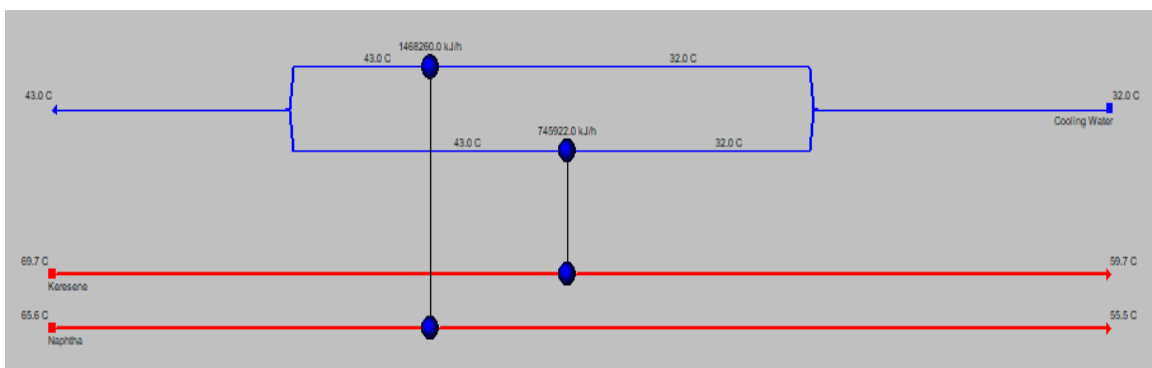 1468260.0 kJ/h
43.0 C
32.0 C
43.0 C
32.0 C
Cooling Water
745922.0 kJ/h
43.0 C
32.0 C
69.7 C
59.7 C
Keresene
65.6 C
55.5 C
Naphtha